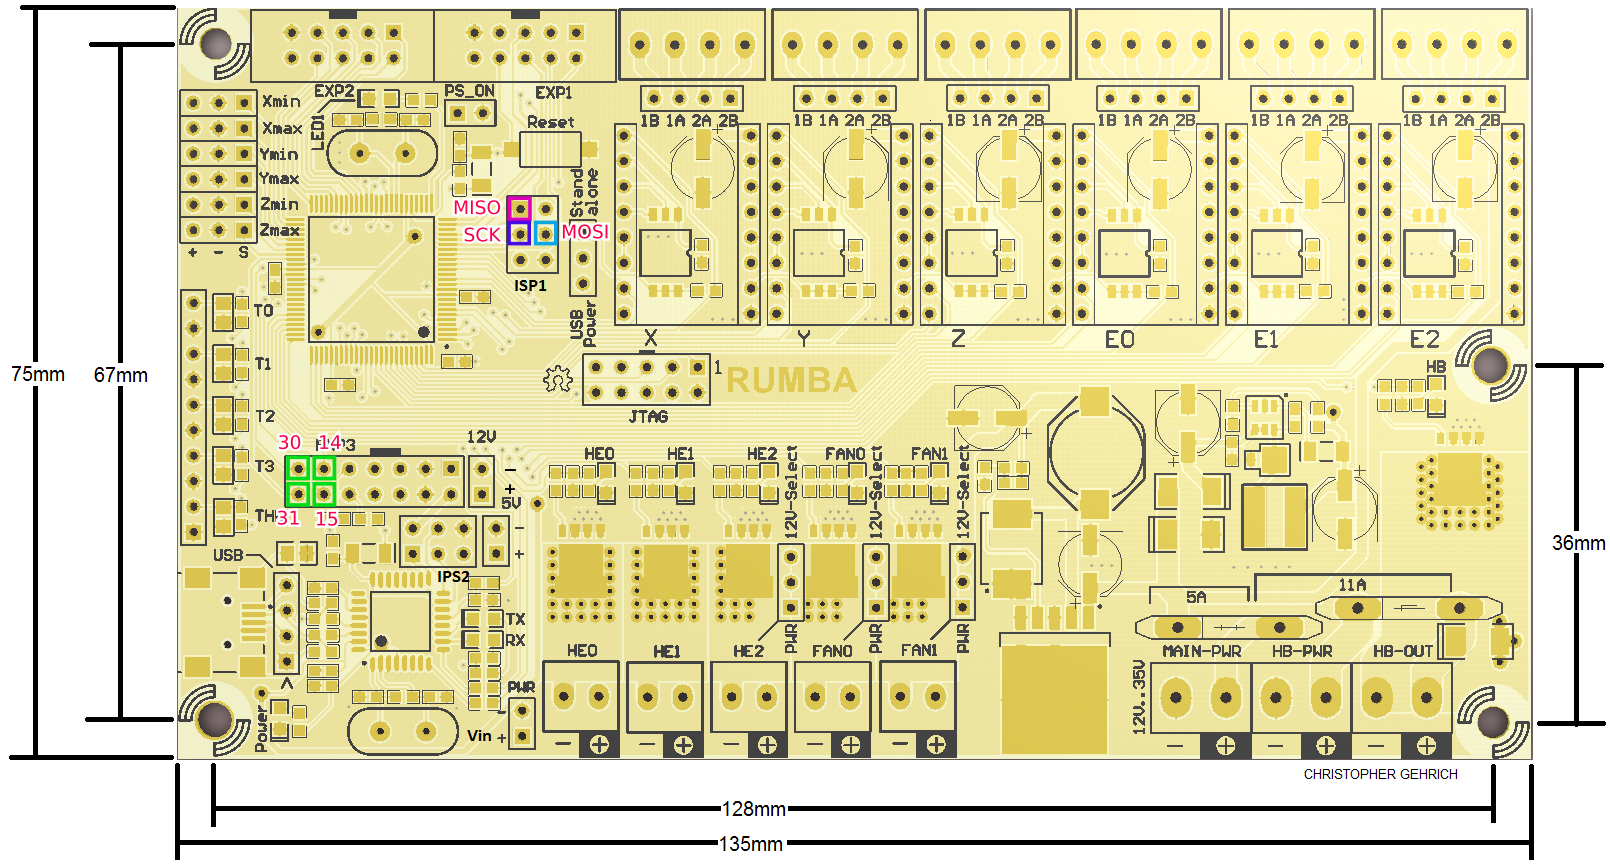 EXP2
PS_ON
EXP1
LED1
Reset
Xmin
Xmax
Ymin
Ymax
Zmin
Zmax
+ - S
Stand
alone
MISO
SCK
MOSI
ISP1
USB
Power
1B 1A 2A 2B
1B 1A 2A 2B
1B 1A 2A 2B
1B 1A 2A 2B
1B 1A 2A 2B
1B 1A 2A 2B
X
Y
Z
E0
E1
E2
T0
T1
T2
T3
JTAG
1
RUMBA
HB
75mm
67mm
36mm
30
14
31
15
12V
-
+
5V
-
+
IPS2
USB
TX
RX
HE0
HE1
HE2
FAN0
FAN1
12V-Select
12V-Select
12V-Select
PWR
PWR
PWR
HE0
HE1
HE2
FAN0
FAN1
- +
- +
- +
- +
- +
Power
PWR
-
Vin +
5A
11A
MAIN-PWR
HB-PWR
HB-OUT
12V..35V
- +
- +
- +
CHRISTOPHER GEHRICH
128mm
135mm